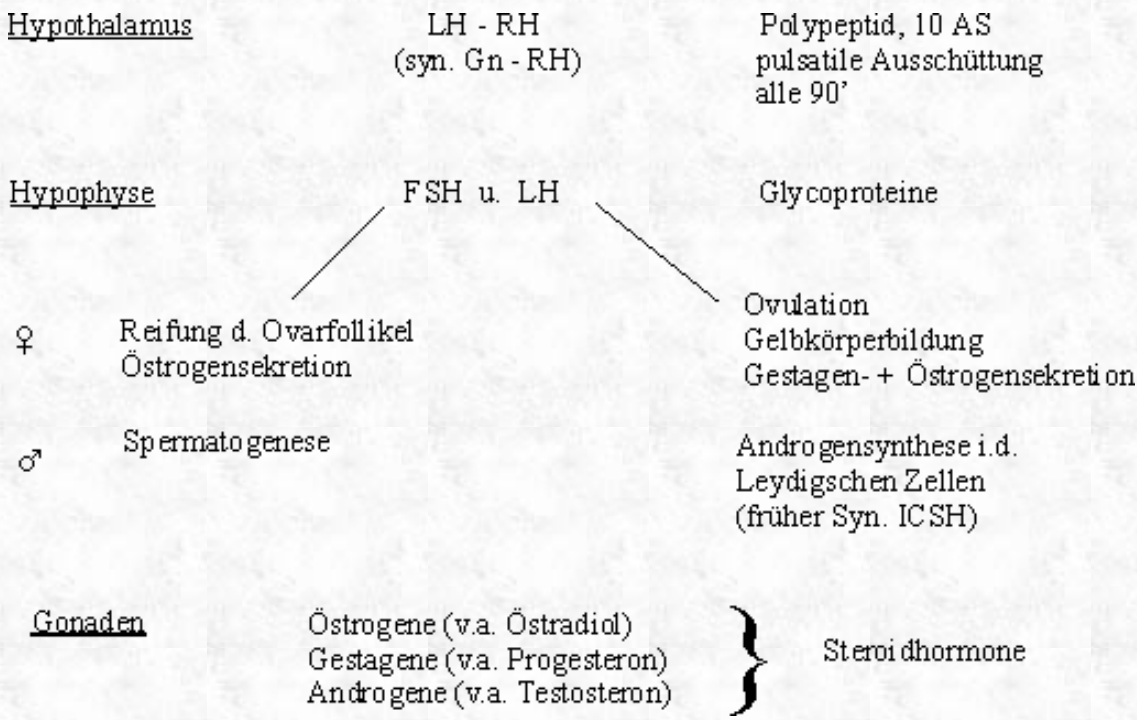 Hypothalamus
LH - RH
(syn. Gn - RH)
Polypeptid, 10 AS
pulsatile Ausschüttung
alle 90’
Hypophyse
FSH u. LH
Glycoproteine
♀
Reifung d. Ovarfollikel
Östrogensekretion
Ovulation
Gelbkörperbildung
Gestagen- + Östrogensekretion
♂
Spermatogenese
Androgensynthese i.d.
Leydigschen Zellen
(früher Syn. ICSH)
Gonaden
Östrogene (v.a. Östradiol)
Gestagene (v.a. Progesteron)
Androgene (v.a. Testosteron)
Steroidhormone